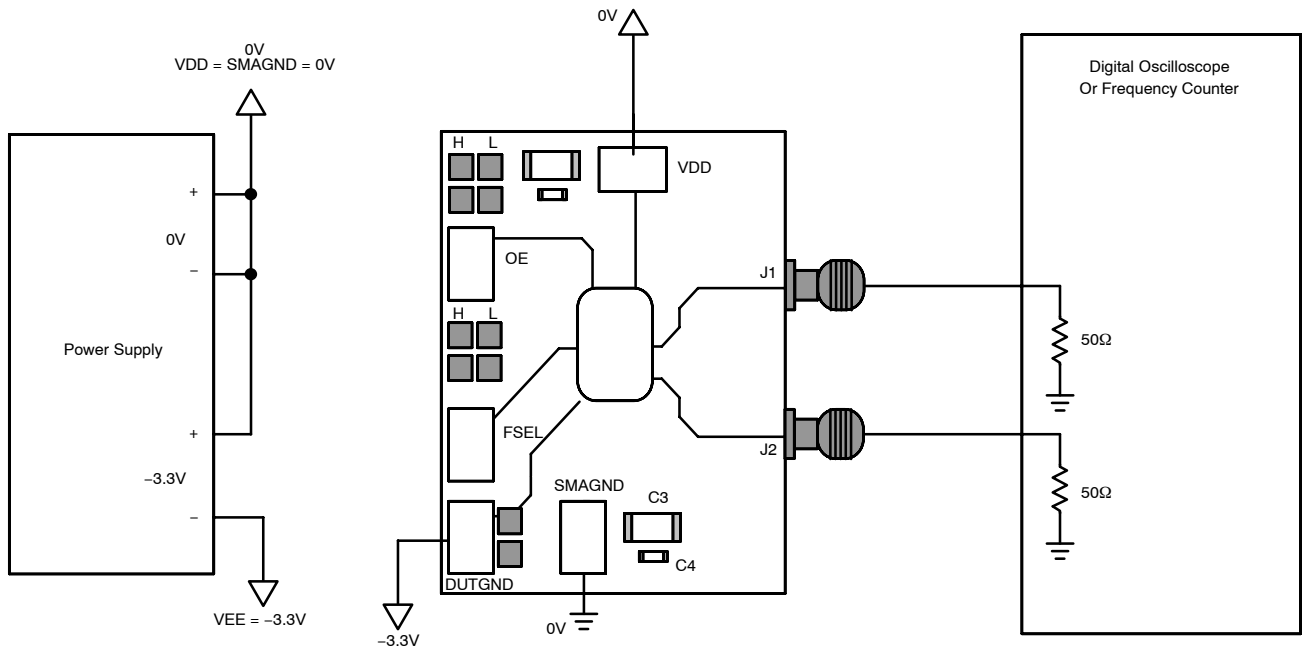 0V
VDD = SMAGND = 0V
+
0V
−
Power Supply
+
−3.3V
−
VEE = −3.3V
0V
H L
VDD
OE
H L
FSEL
DUTGND
SMAGND
C3
C4
−3.3V
0V
J1
J2
Digital Oscilloscope
Or Frequency Counter
50Ω
50Ω